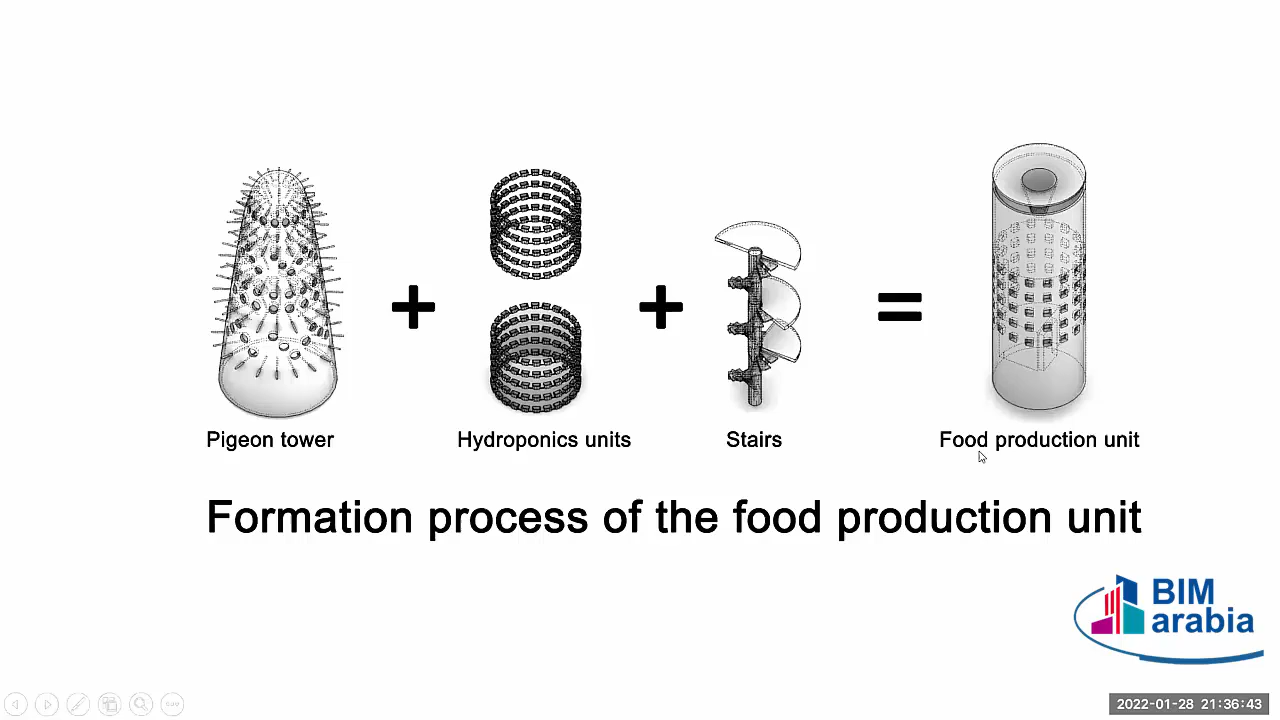 Pigeon tower
Hydroponics units
Stairs
Food production unit
Formation process of the food production unit
BIM
arabia
2022-01-28 21:36:43